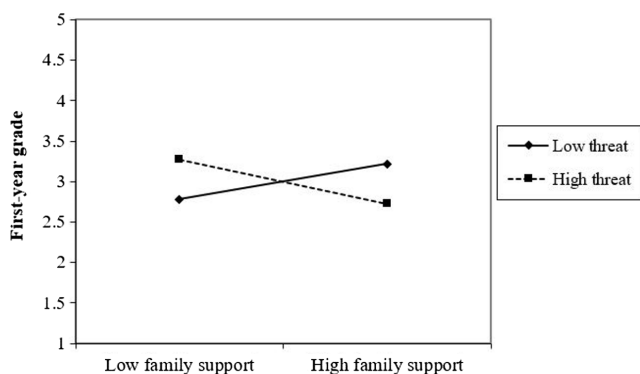 First-year grade
5
4.5
4
3.5
3
2.5
2
1.5
1
Low family support
High family support
Low threat
High threat